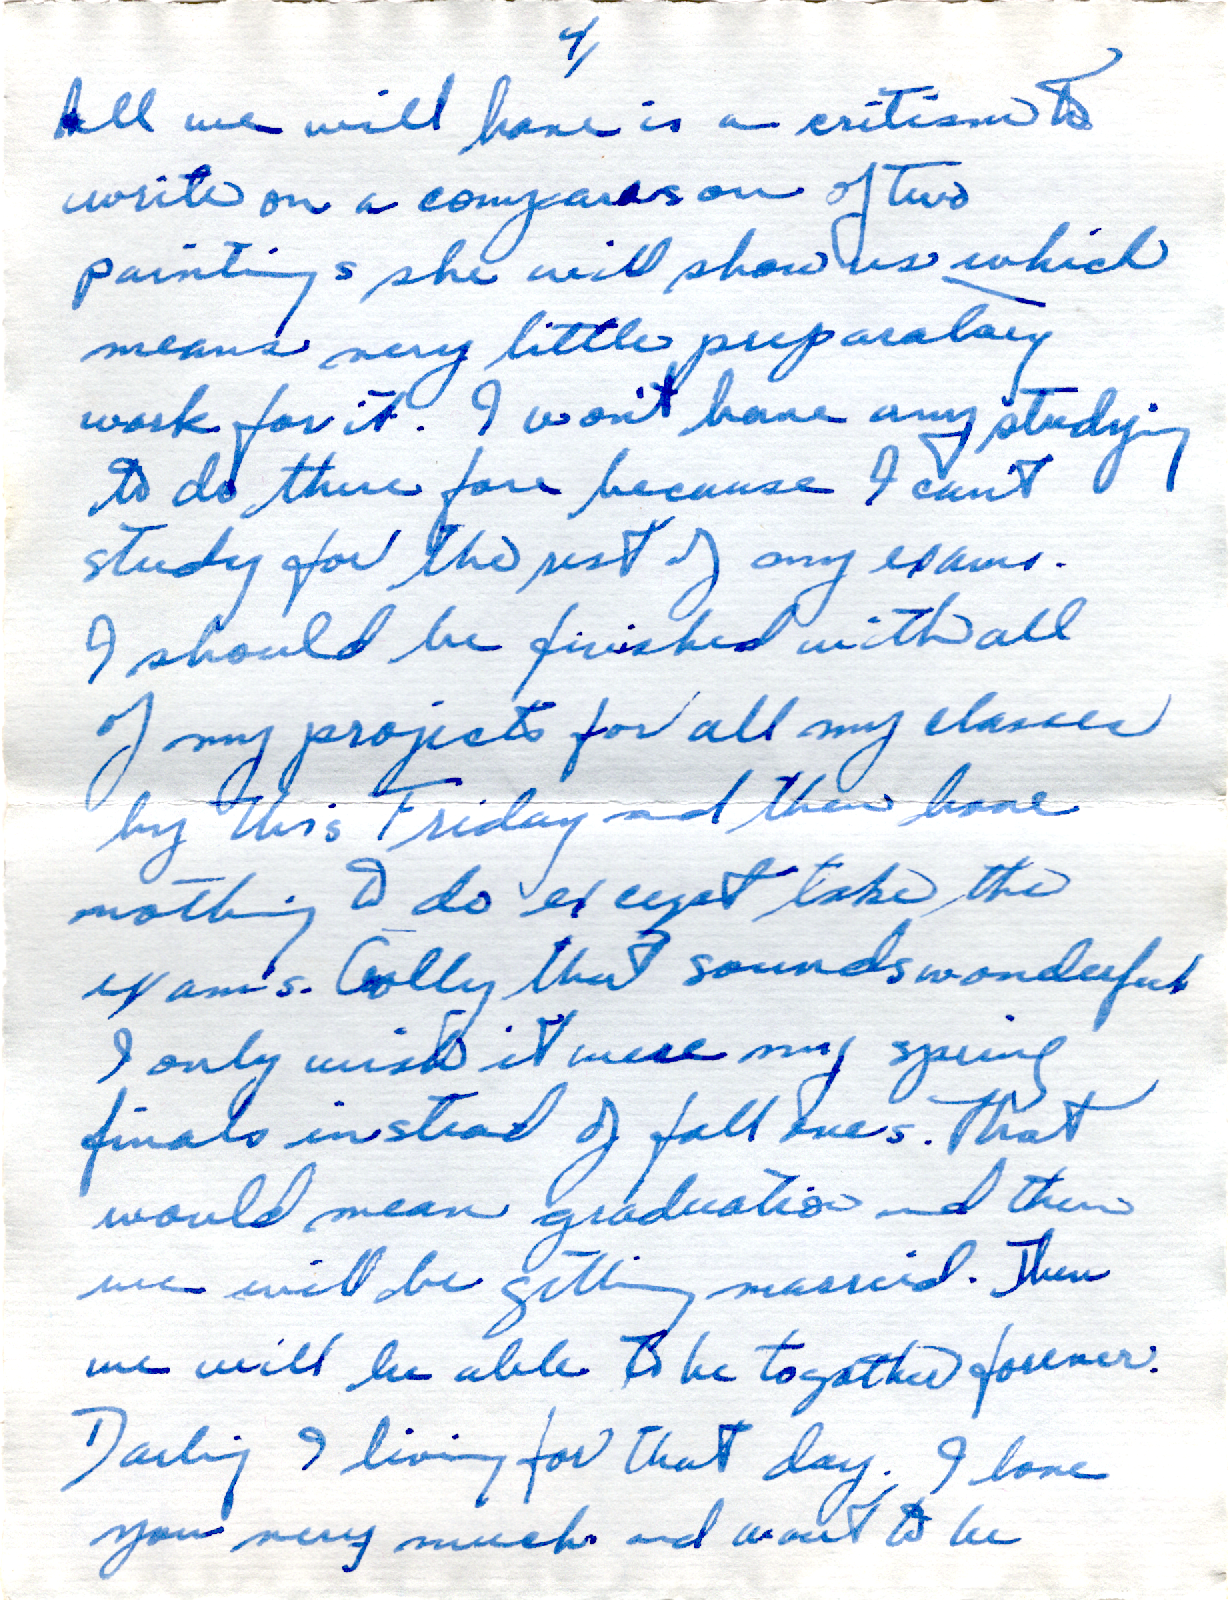 4/
All we will have is a critism to
write on a comparason of two
paintings she will show us which
means very little preparatory
work for it. I won't have any studying
to do there fore because I can't
study for the rest of my exams.
I should be finished with all
of my projects for all my classes
by this Friday and then have
nothing to do except take the
exams. Golly that sounds wonderful
I only wish it were my spring
finals instead of fall ones. That
would mean graduation and then
we will be getting married. Then
we will be able to be together forever.
Darling I living for that day. I love
you very much and want to be